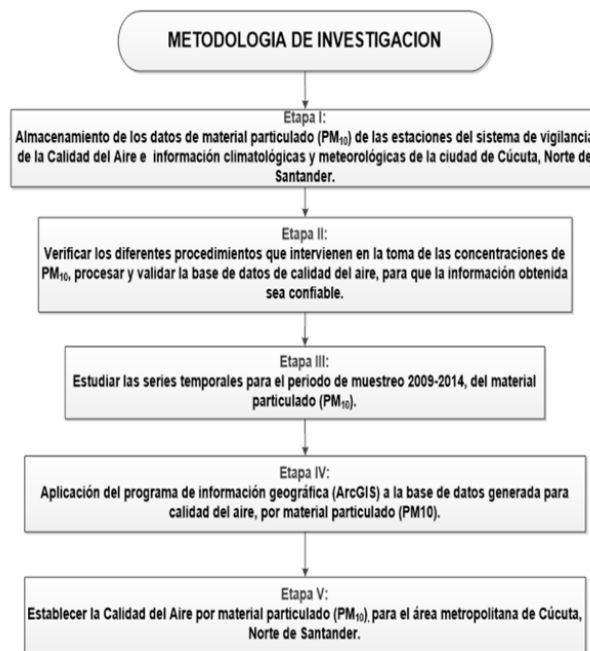 METODOLOGIA DE INVESTIGACION
Etapa I:
Almacenamiento de los datos de material particulado (PM₁₀) de las estaciones del sistema de vigilancia
de la Calidad del Aire e información climatológicas y meteorológicas de la ciudad de Cúcuta, Norte de
Santander.
Etapa II:
Verificar los diferentes procedimientos que intervienen en la toma de las concentraciones de
PM₁₀, procesar y validar la base de datos de calidad del aire, para que la información obtenida
sea confiable.
Etapa III:
Estudiar las series temporales para el periodo de muestreo 2009-2014, del material
particulado (PM₁₀).
Etapa IV:
Aplicación del programa de información geográfica (ArcGIS) a la base de datos generada para
calidad del aire, por material particulado (PM10).
Etapa V:
Establecer la Calidad del Aire por material particulado (PM₁₀), para el área metropolitana de Cúcuta,
Norte de Santander.